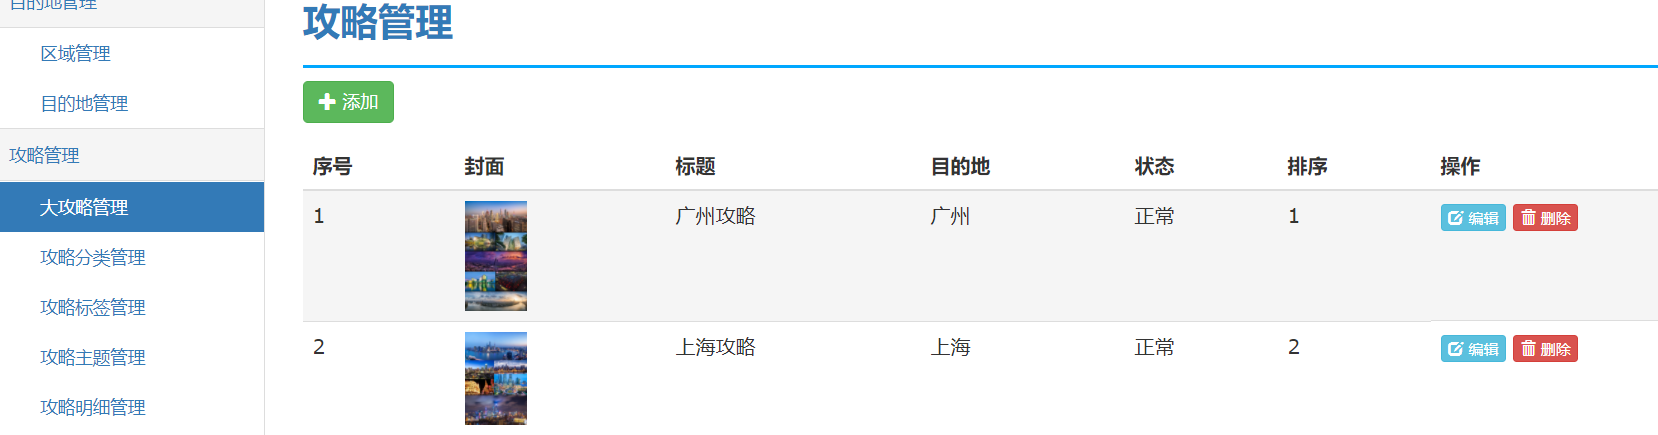 目的地管理
区域管理
目的地管理
攻略管理
大攻略管理
攻略分类管理
攻略标签管理
攻略主题管理
攻略明细管理
攻略管理
添加
序号 封面 标题 目的地 状态 排序 操作
1 广州攻略 广州 正常 1 编辑 删除
2 上海攻略 上海 正常 2 编辑 删除